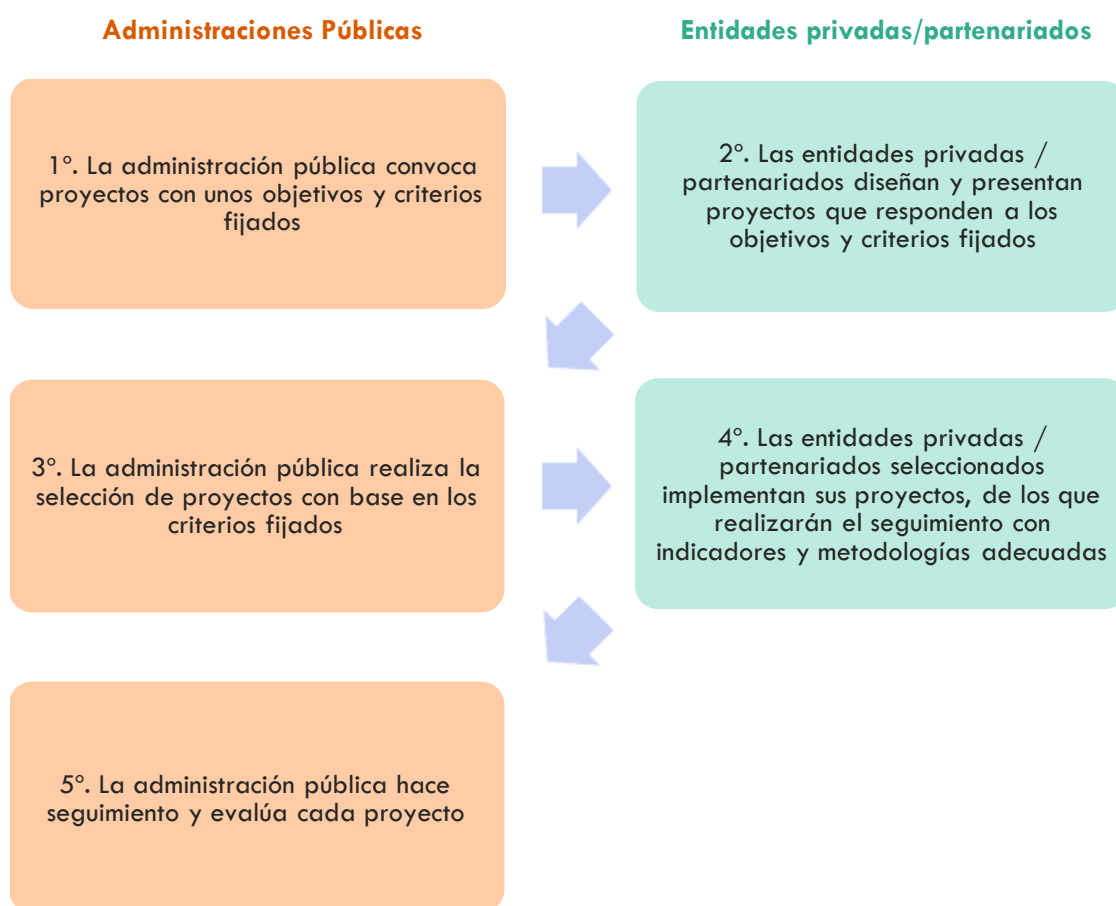 Administraciones Públicas
Entidades privadas/partenariados
1º. La administración pública convoca
proyectos con unos objetivos y criterios
fijados
2º. Las entidades privadas /
partenariados diseñan y presentan
proyectos que responden a los
objetivos y criterios fijados
3º. La administración pública realiza la
selección de proyectos con base en los
criterios fijados
4º. Las entidades privadas /
partenariados seleccionados
implementan sus proyectos, de los que
realizarán el seguimiento con
indicadores y metodologías adecuadas
5º. La administración pública hace
seguimiento y evalúa cada proyecto